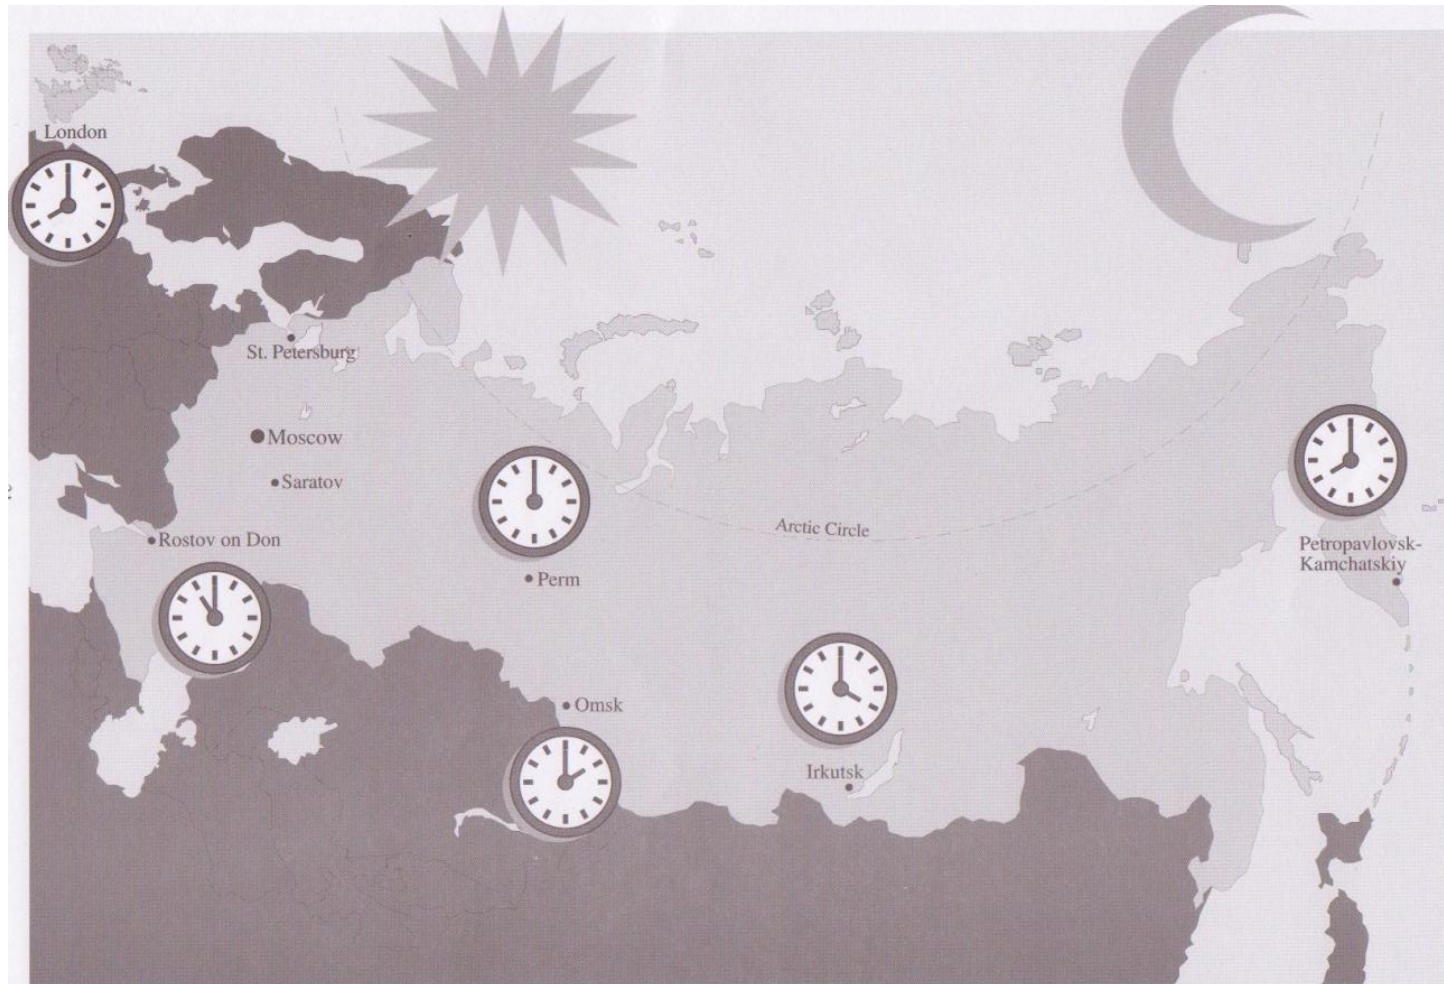 London
St. Petersburg
Moscow
Saratov
Rostov on Don
Perm
Arctic Circle
Petropavlovsk-
Kamchatskiy
Omsk
Irkutsk